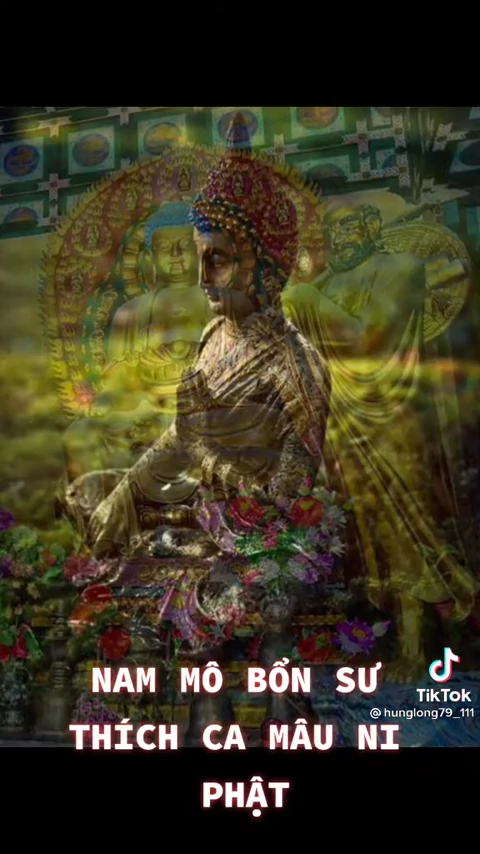 TikTok
@hunglong79_111
NAM MÔ BỔN SƯ
THÍCH CA MÂU NI
PHẬT